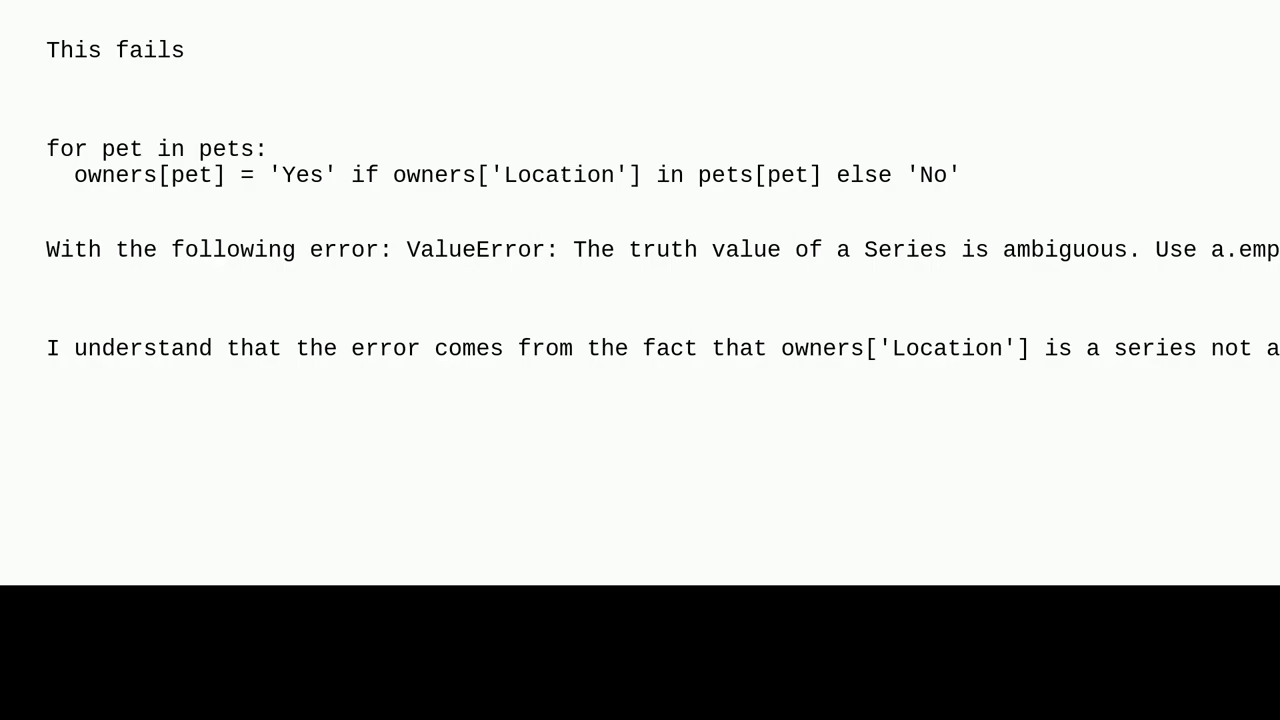 This fails
for pet in pets:
  owners[pet] = 'Yes' if owners['Location'] in pets[pet] else 'No'
With the following error: ValueError: The truth value of a Series is ambiguous. Use a.emp
I understand that the error comes from the fact that owners['Location'] is a series not a